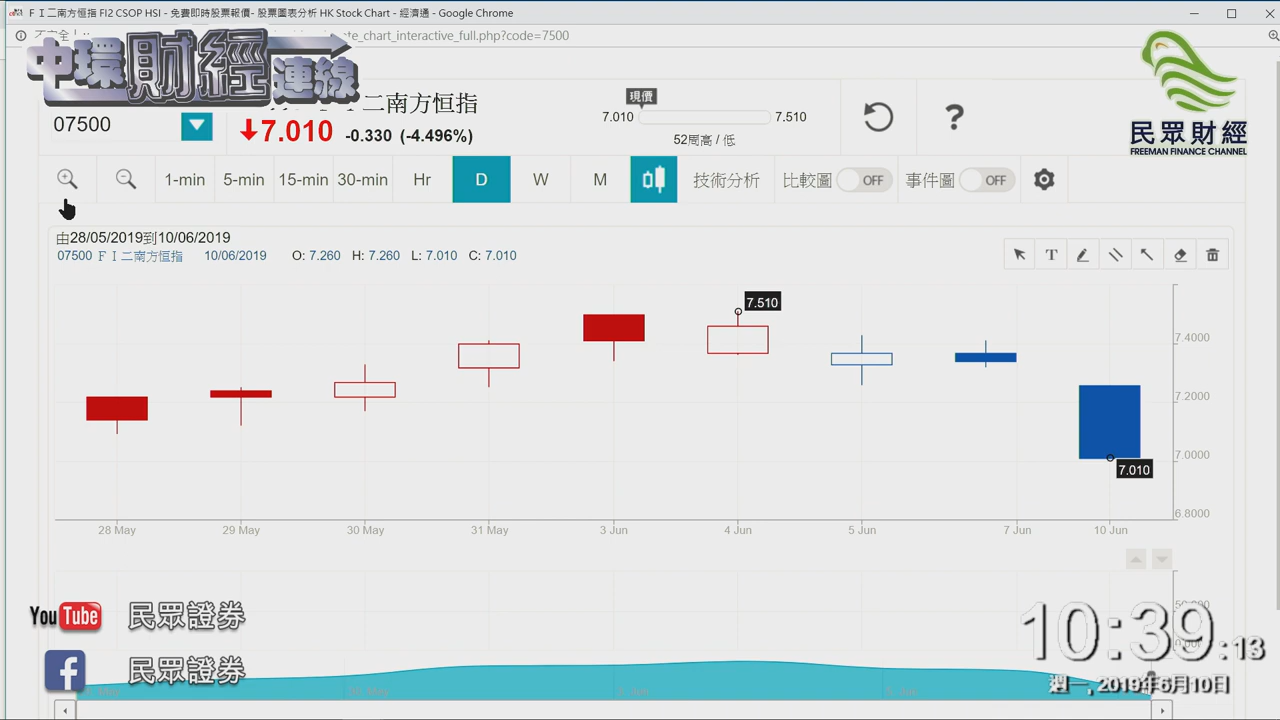 ＦＩ二南方恒指 FI2 CSOP HSI - 免費即時股票報價- 股票圖表分析 HK Stock Chart - 經濟通 - Google Chrome
te_chart_interactive_full.php?code=7500
中環財經連線
二南方恒指
07500
7.010
-0.330 (-4.496%)
現價
7.010
7.510
52周高 / 低
?
民眾財經
FREEMAN FINANCE CHANNEL
1-min 5-min 15-min 30-min Hr D W M 技術分析 比較圖 OFF 事件圖 OFF
由28/05/2019到10/06/2019
07500 ＦＩ二南方恒指 10/06/2019 O: 7.260 H: 7.260 L: 7.010 C: 7.010
T
7.510
7.4000
7.2000
7.0000
7.010
6.8000
28 May 29 May 30 May 31 May 3 Jun 4 Jun 5 Jun 7 Jun 10 Jun
YouTube 民眾證券
f 民眾證券
10:39:13
週一, 2019年6月10日